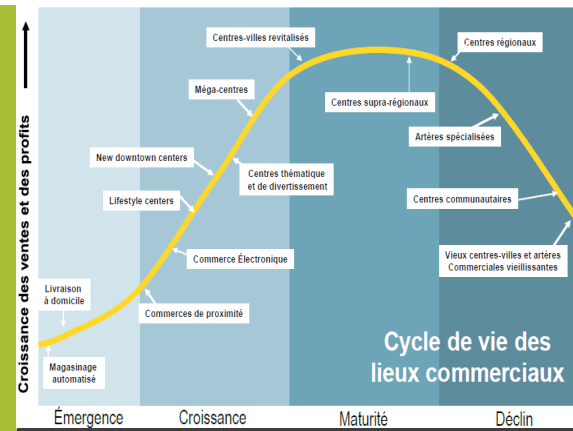 Croissance des ventes et des profits
Centres-villes revitalisés
Centres régionaux
Méga-centres
Centres supra-régionaux
Artères spécialisées
New downtown centers
Centres thématique
et de divertissement
Lifestyle centers
Centres communautaires
Commerce Électronique
Vieux centres-villes et artères
Commerciales vieillissantes
Livraison
à domicile
Commerces de proximité
Magasinage
automatisé
Cycle de vie des
lieux commerciaux
Émergence
Croissance
Maturité
Déclin